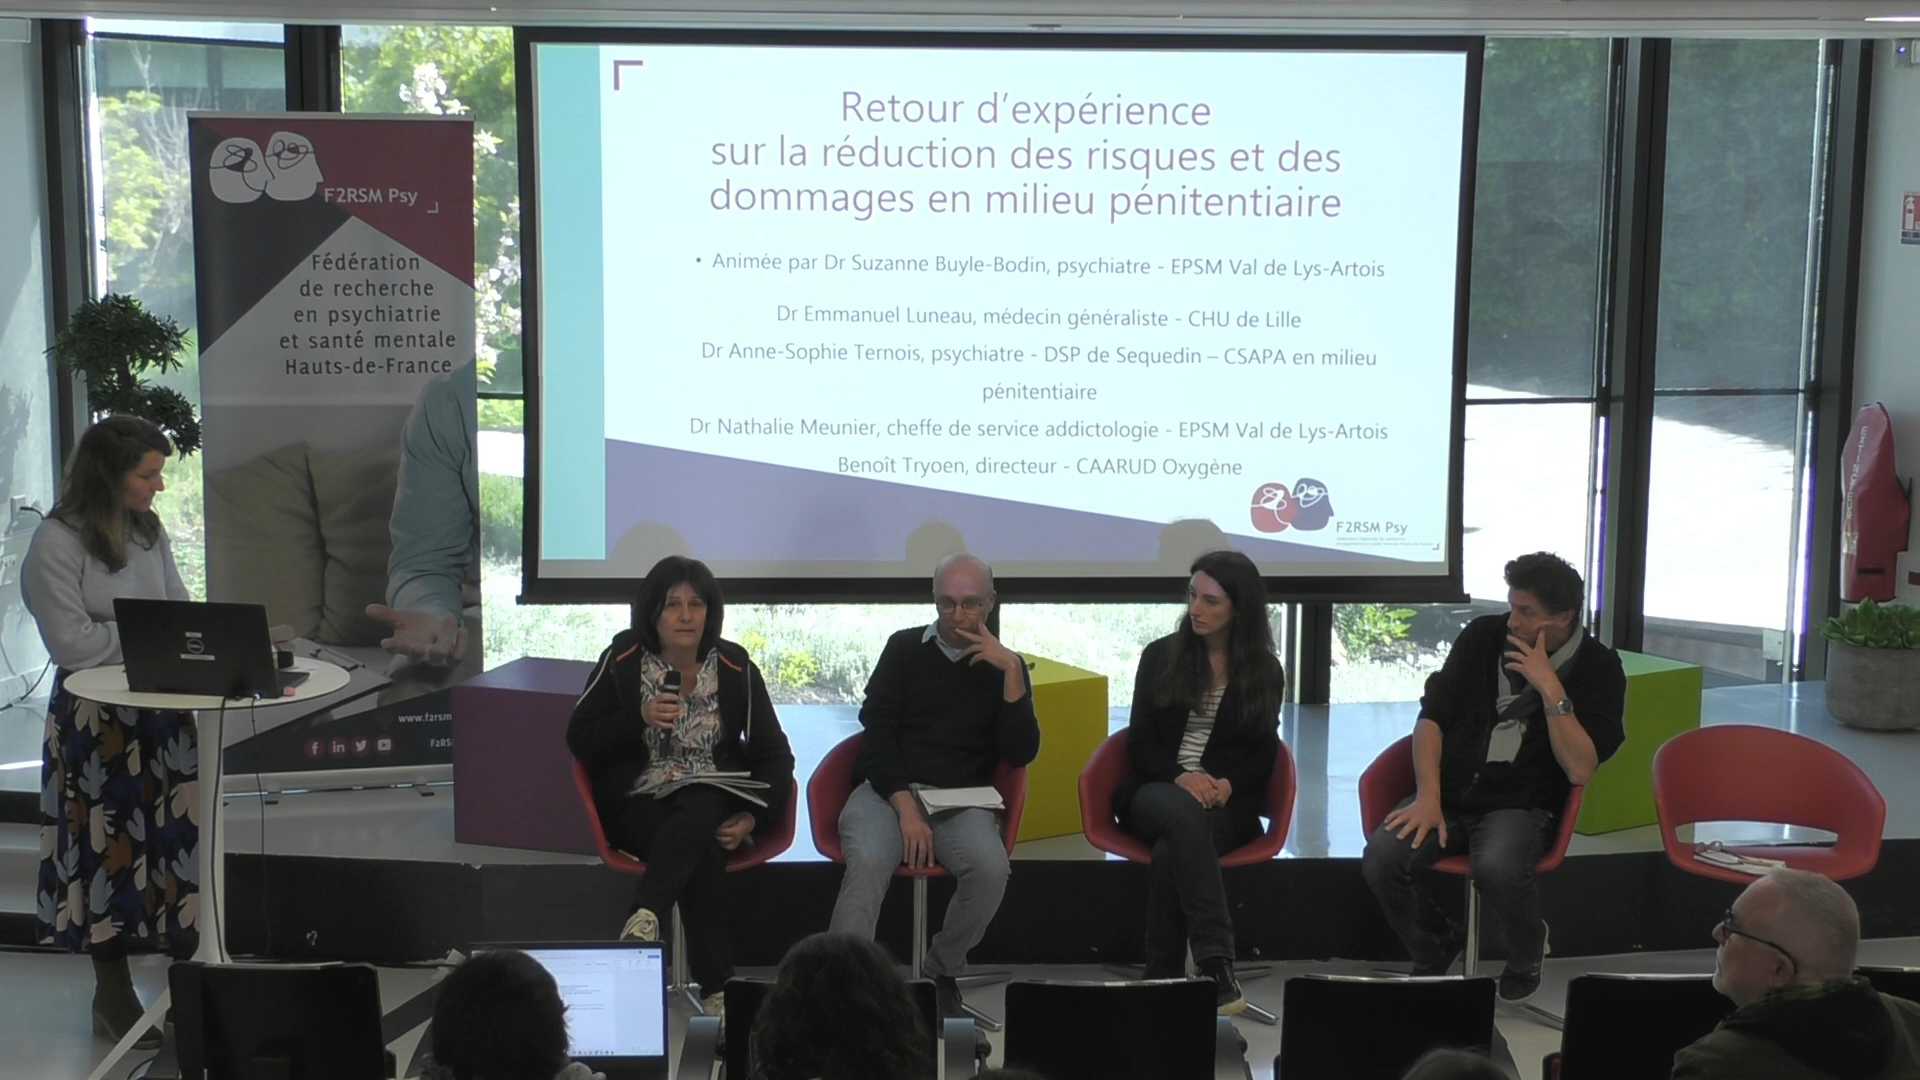 Retour d'expérience
sur la réduction des risques et des
dommages en milieu pénitentiaire
• Animée par Dr Suzanne Buyle-Bodin, psychiatre - EPSM Val de Lys-Artois
Dr Emmanuel Luneau, médecin généraliste - CHU de Lille
Dr Anne-Sophie Ternois, psychiatre - DSP de Sequedin – CSAPA en milieu
pénitentiaire
Dr Nathalie Meunier, cheffe de service addictologie - EPSM Val de Lys-Artois
Benoît Tryoen, directeur - CAARUD Oxygène
F2RSM Psy
F2RSM Psy
Fédération
de recherche
en psychiatrie
et santé mentale
Hauts-de-France
www.f2rsm
F2RS
DELL